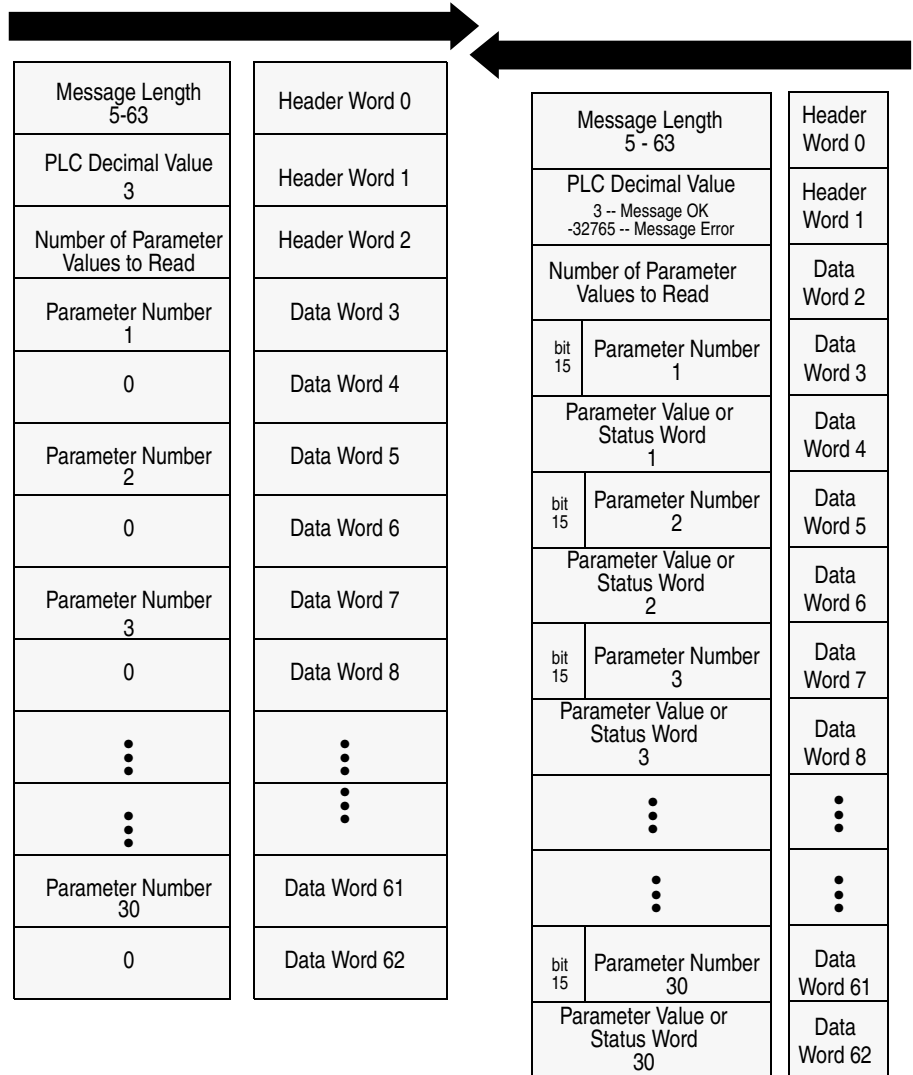 Message Length
5-63
Header Word 0
PLC Decimal Value
3
Header Word 1
Number of Parameter
Values to Read
Header Word 2
Parameter Number
1
Data Word 3
0
Data Word 4
Parameter Number
2
Data Word 5
0
Data Word 6
Parameter Number
3
Data Word 7
0
Data Word 8
Parameter Number
30
Data Word 61
0
Data Word 62
Message Length
5 - 63
Header
Word 0
PLC Decimal Value
3 -- Message OK
-32765 -- Message Error
Header
Word 1
Number of Parameter
Values to Read
Data
Word 2
bit
15
Parameter Number
1
Data
Word 3
Parameter Value or
Status Word
1
Data
Word 4
bit
15
Parameter Number
2
Data
Word 5
Parameter Value or
Status Word
2
Data
Word 6
bit
15
Parameter Number
3
Data
Word 7
Parameter Value or
Status Word
3
Data
Word 8
bit
15
Parameter Number
30
Data
Word 61
Parameter Value or
Status Word
30
Data
Word 62